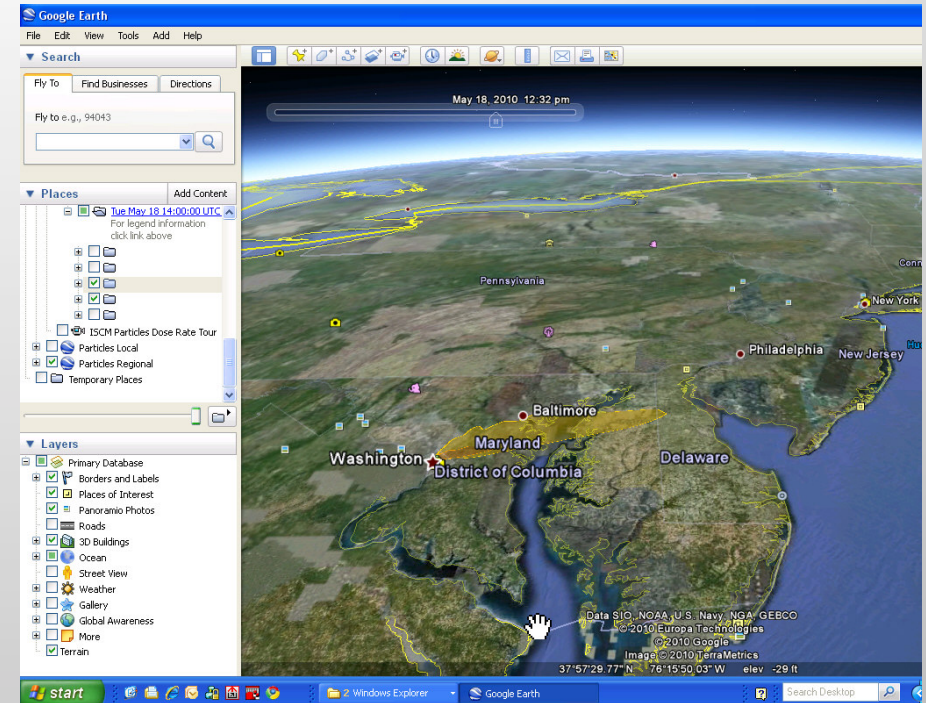 Google Earth
File Edit View Tools Add Help
Search
Fly To Find Businesses Directions
Fly to e.g., 94043
Places Add Content
Tue May 18 14:00:00 UTC
For legend information
click link above
ISCM Particles Dose Rate Tour
Particles Local
Particles Regional
Temporary Places
Layers
Primary Database
Borders and Labels
Places of Interest
Panoramio Photos
Roads
3D Buildings
Ocean
Street View
Weather
Gallery
Global Awareness
More
Terrain
May 18, 2010 12:32 pm
Pennsylvania
Conn
New York
Philadelphia
New Jersey
Hu
Baltimore
Maryland
Washington
District of Columbia
Delaware
Data SIO, NOAA, U.S. Navy, NGA, GEBCO
© 2010 Europa Technologies
© 2010 Google
Image © 2010 TerraMetrics
37°57'29.77" N 76°15'50.03" W elev -29 ft
start 2 Windows Explorer Google Earth Search Desktop